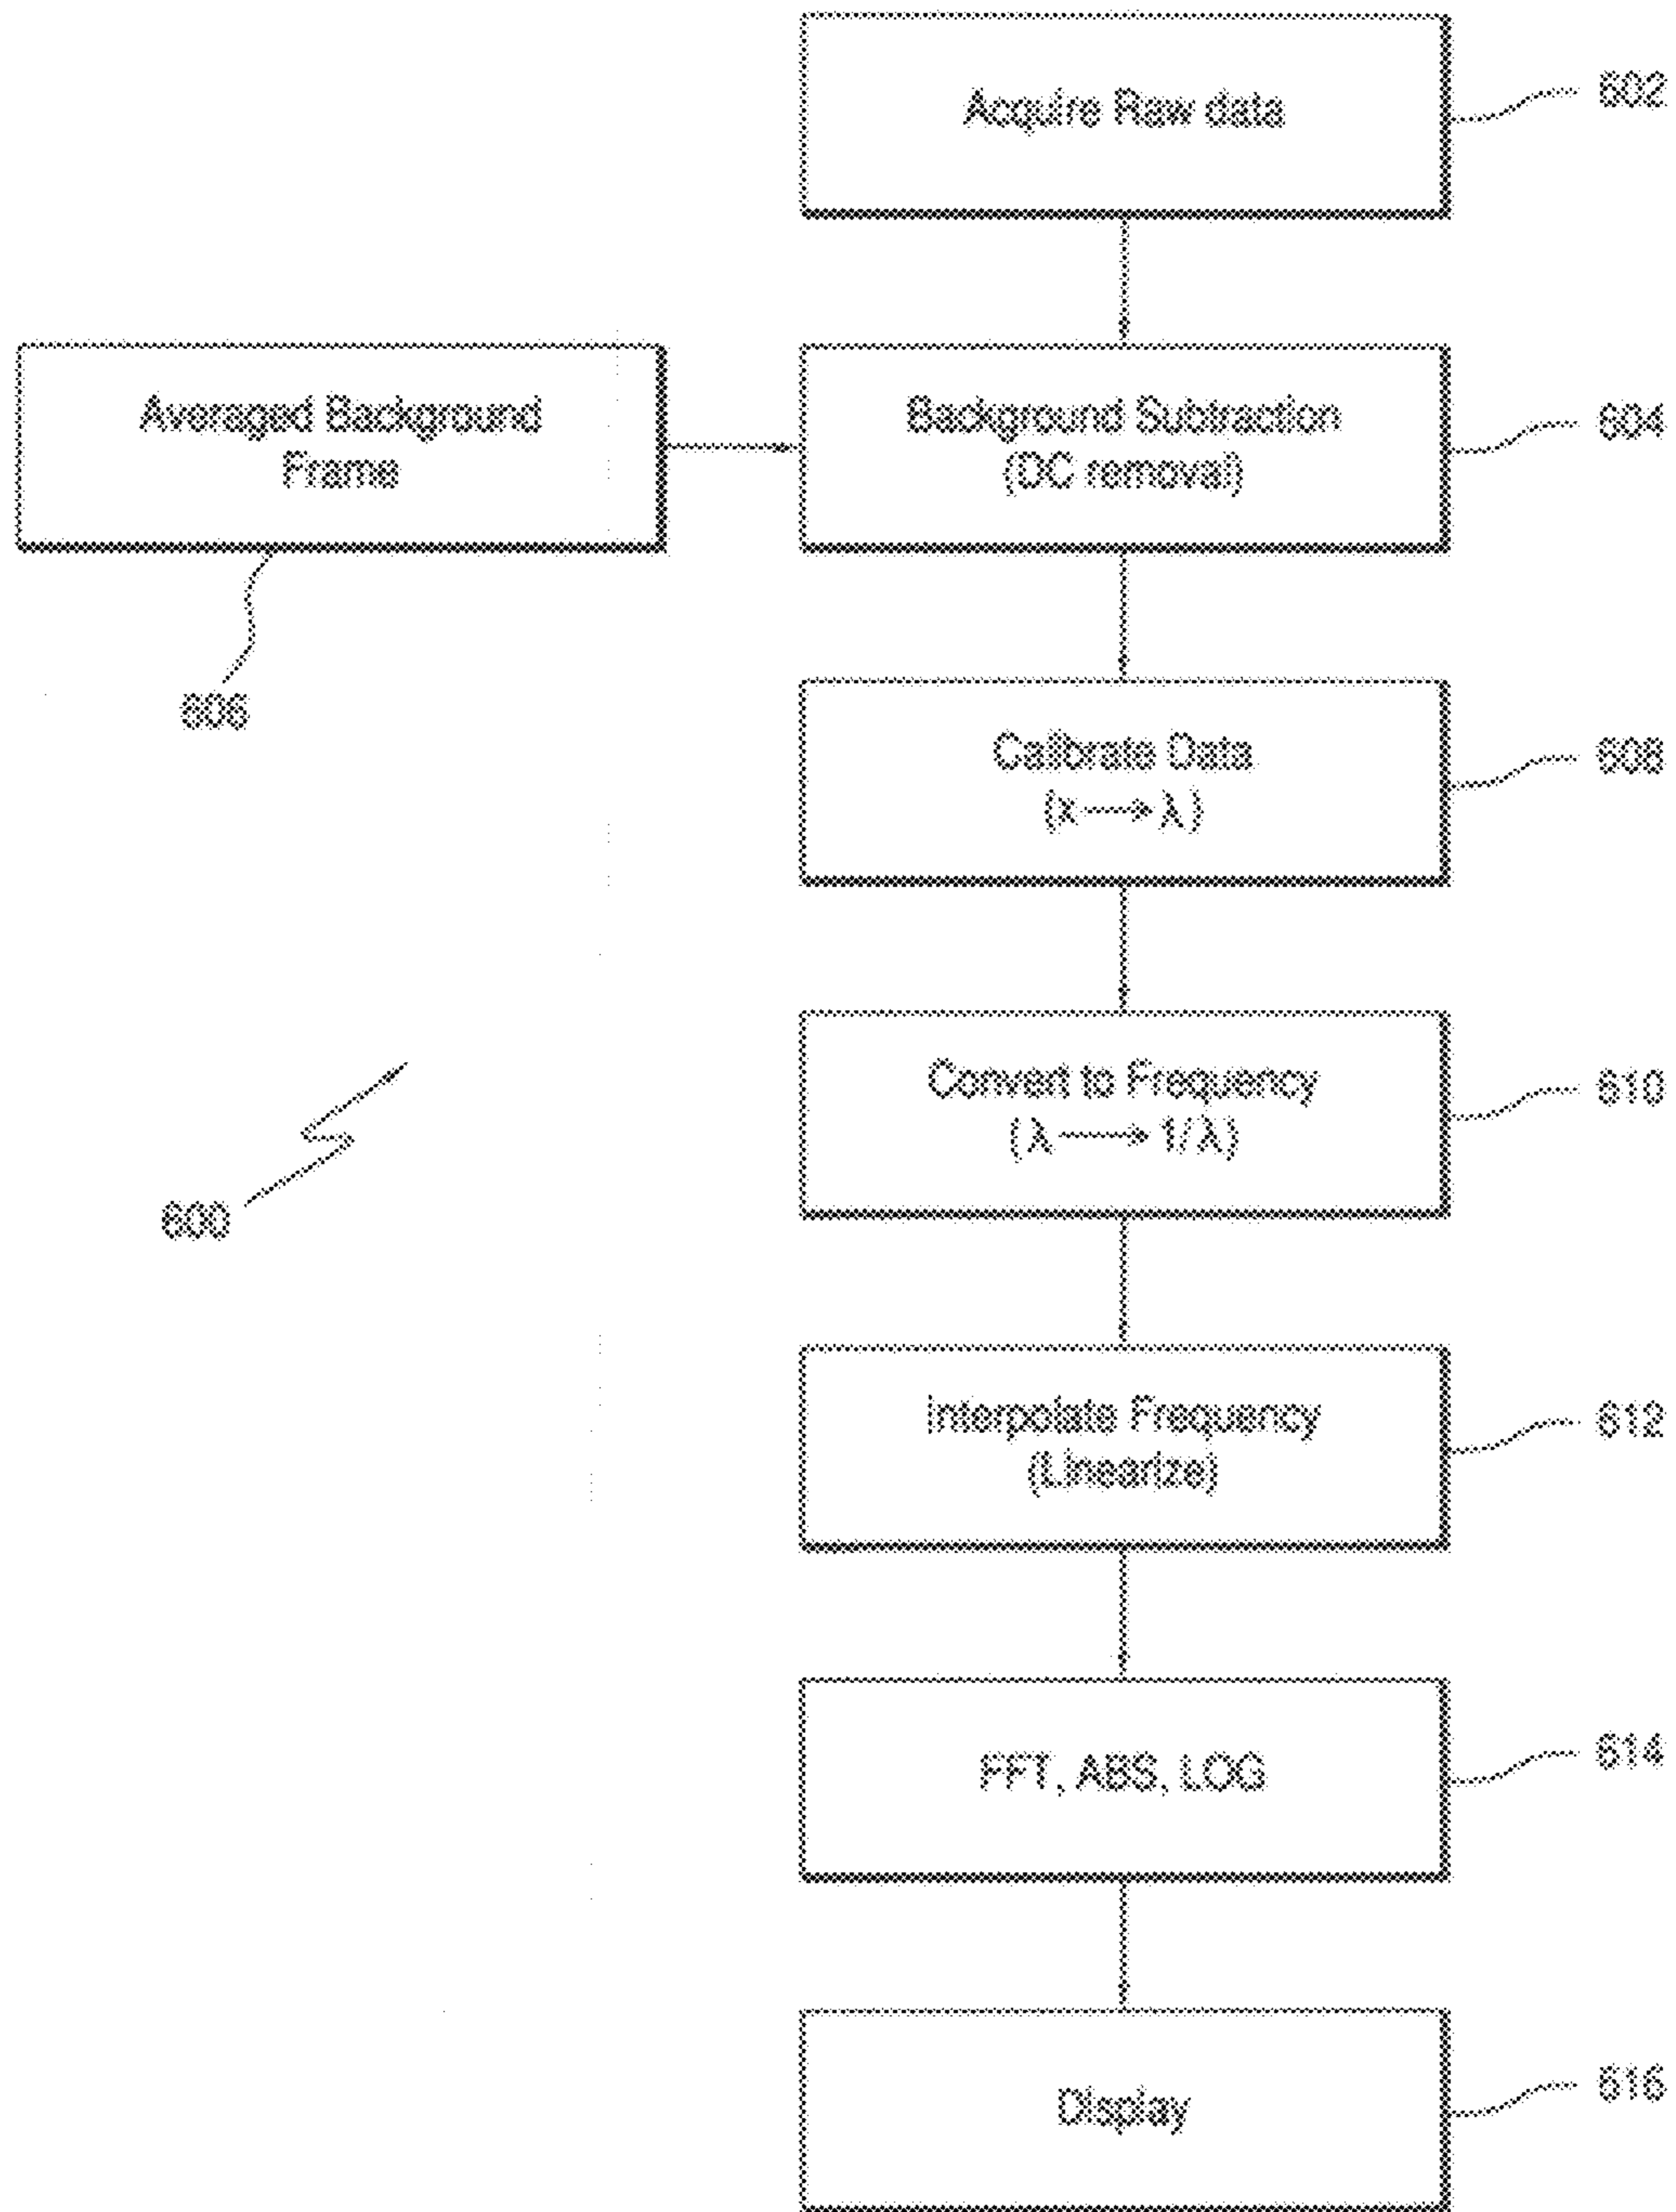 Acquire Raw data
602
Averaged Background
Frame
606
Background Subtraction
(DC removal)
604
Calibrate Data
(x → λ)
608
Convert to Frequency
(λ → 1/λ)
610
600
Interpolate Frequency
(Linearize)
612
FFT, ABS, LOG
614
Display
616